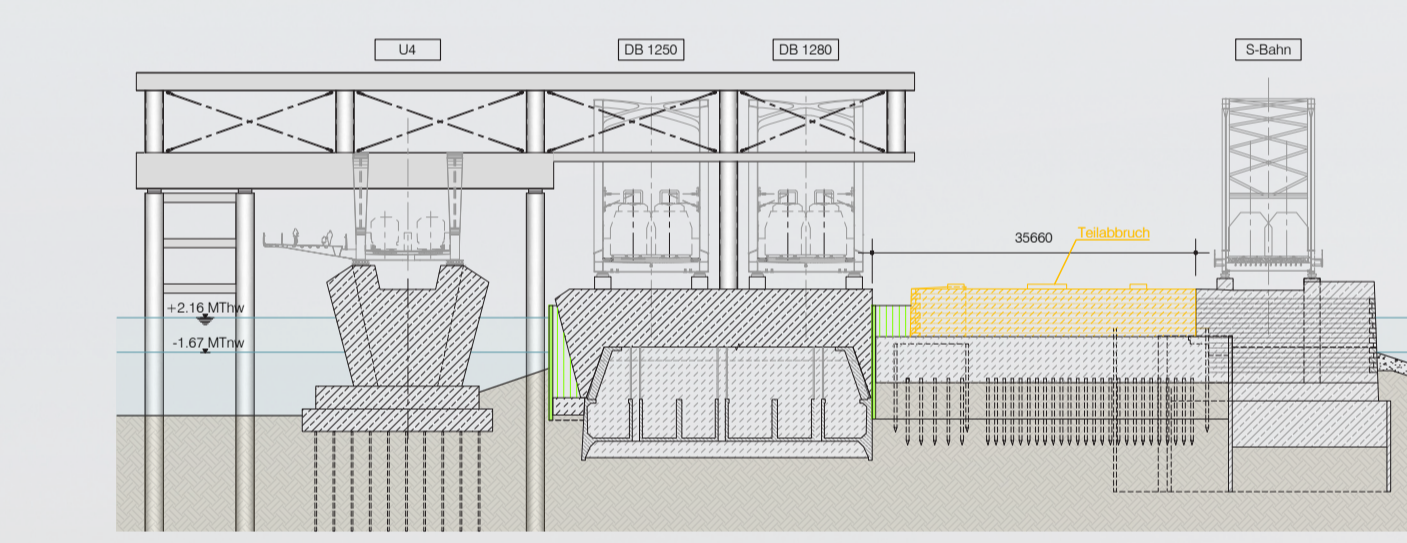 U4
DB 1250
DB 1280
S-Bahn
35660
Teilabbruch
+2.16 MThw
-1.67 MTnw